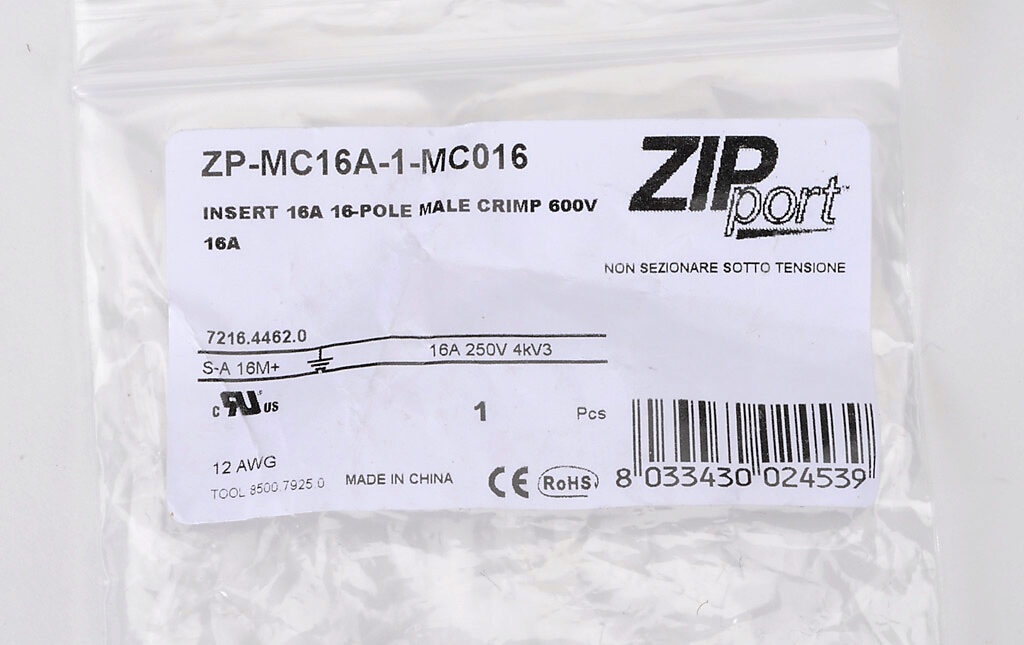 ZP-MC16A-1-MC016
ZIPport™
INSERT 16A 16-POLE MALE CRIMP 600V
16A
NON SEZIONARE SOTTO TENSIONE
7216.4462.0
16A 250V 4kV3
S-A 16M+
C RU US
1 Pcs
12 AWG
TOOL 8500.7925.0
MADE IN CHINA
CE RoHS
8 033430 024539